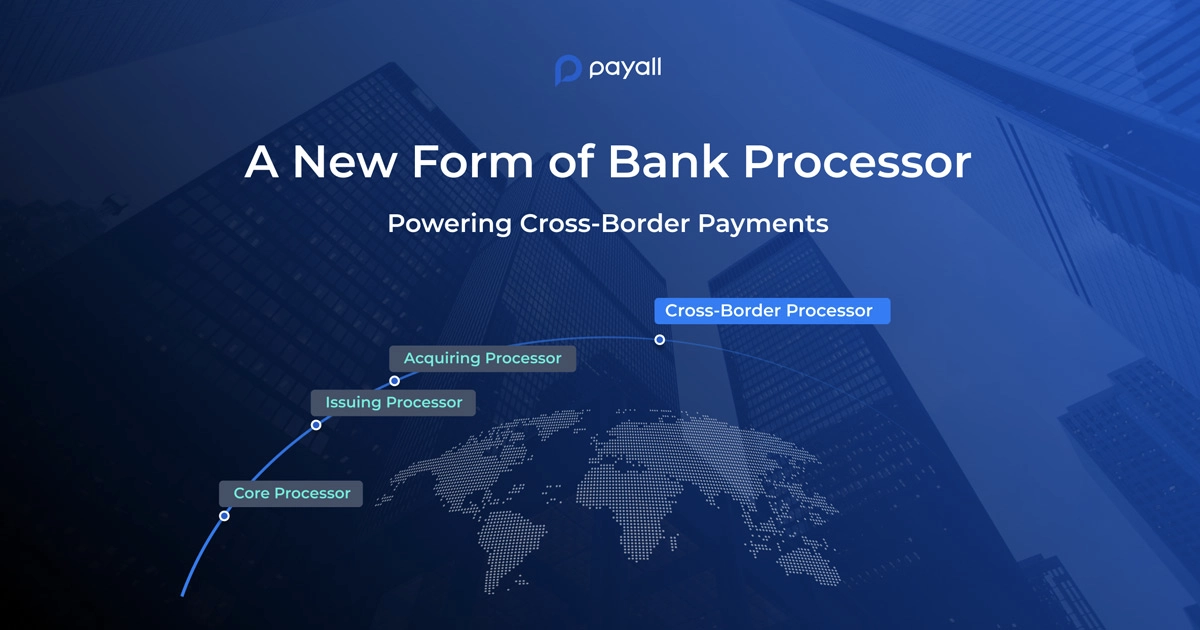 payall
A New Form of Bank Processor
Powering Cross-Border Payments
Cross-Border Processor
Acquiring Processor
Issuing Processor
Core Processor